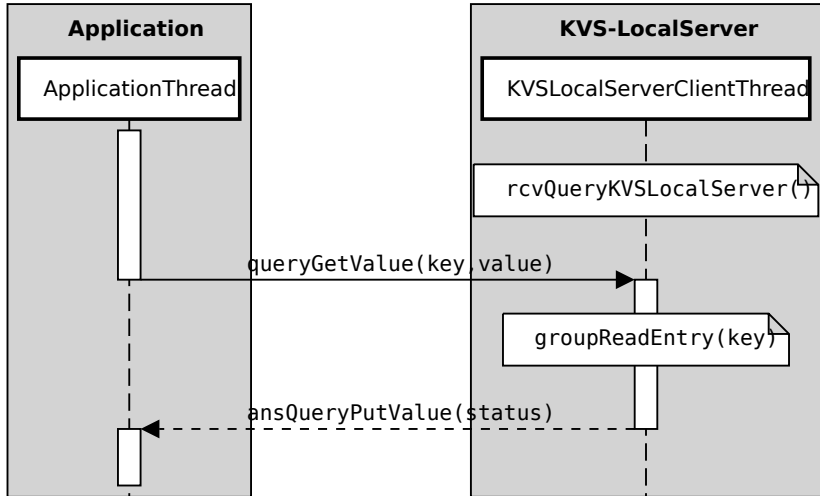 Application
KVS-LocalServer
ApplicationThread
KVSLocalServerClientThread
rcvQueryKVSLocalServer()
queryGetValue(key,value)
groupReadEntry(key)
ansQueryPutValue(status)